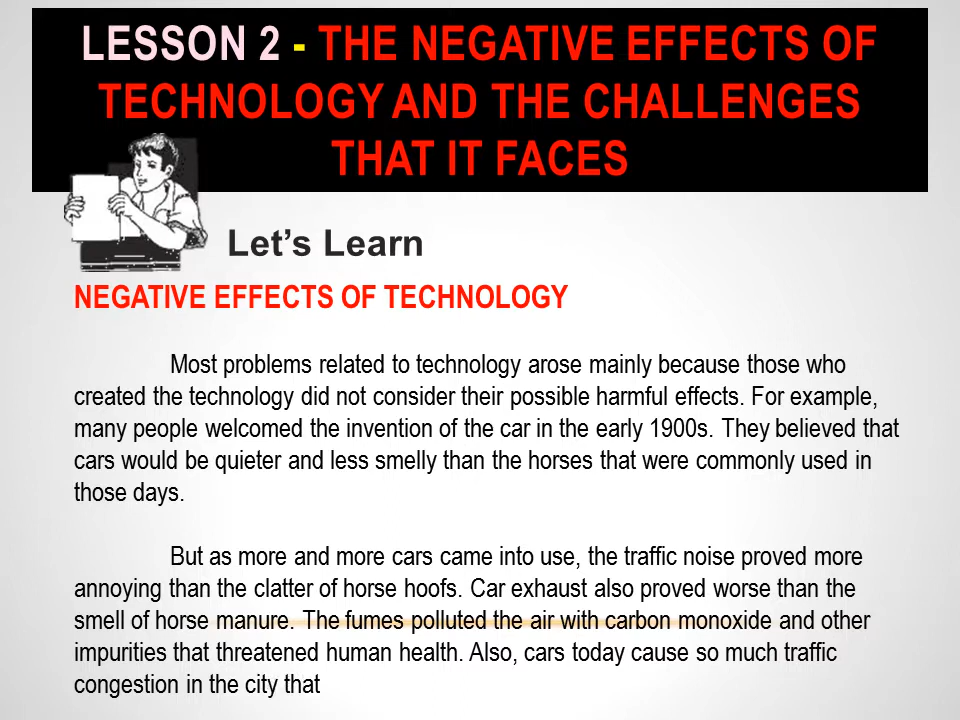 LESSON 2 - THE NEGATIVE EFFECTS OF
TECHNOLOGY AND THE CHALLENGES
THAT IT FACES
Let’s Learn
NEGATIVE EFFECTS OF TECHNOLOGY
Most problems related to technology arose mainly because those who
created the technology did not consider their possible harmful effects. For example,
many people welcomed the invention of the car in the early 1900s. They believed that
cars would be quieter and less smelly than the horses that were commonly used in
those days.
But as more and more cars came into use, the traffic noise proved more
annoying than the clatter of horse hoofs. Car exhaust also proved worse than the
smell of horse manure. The fumes polluted the air with carbon monoxide and other
impurities that threatened human health. Also, cars today cause so much traffic
congestion in the city that